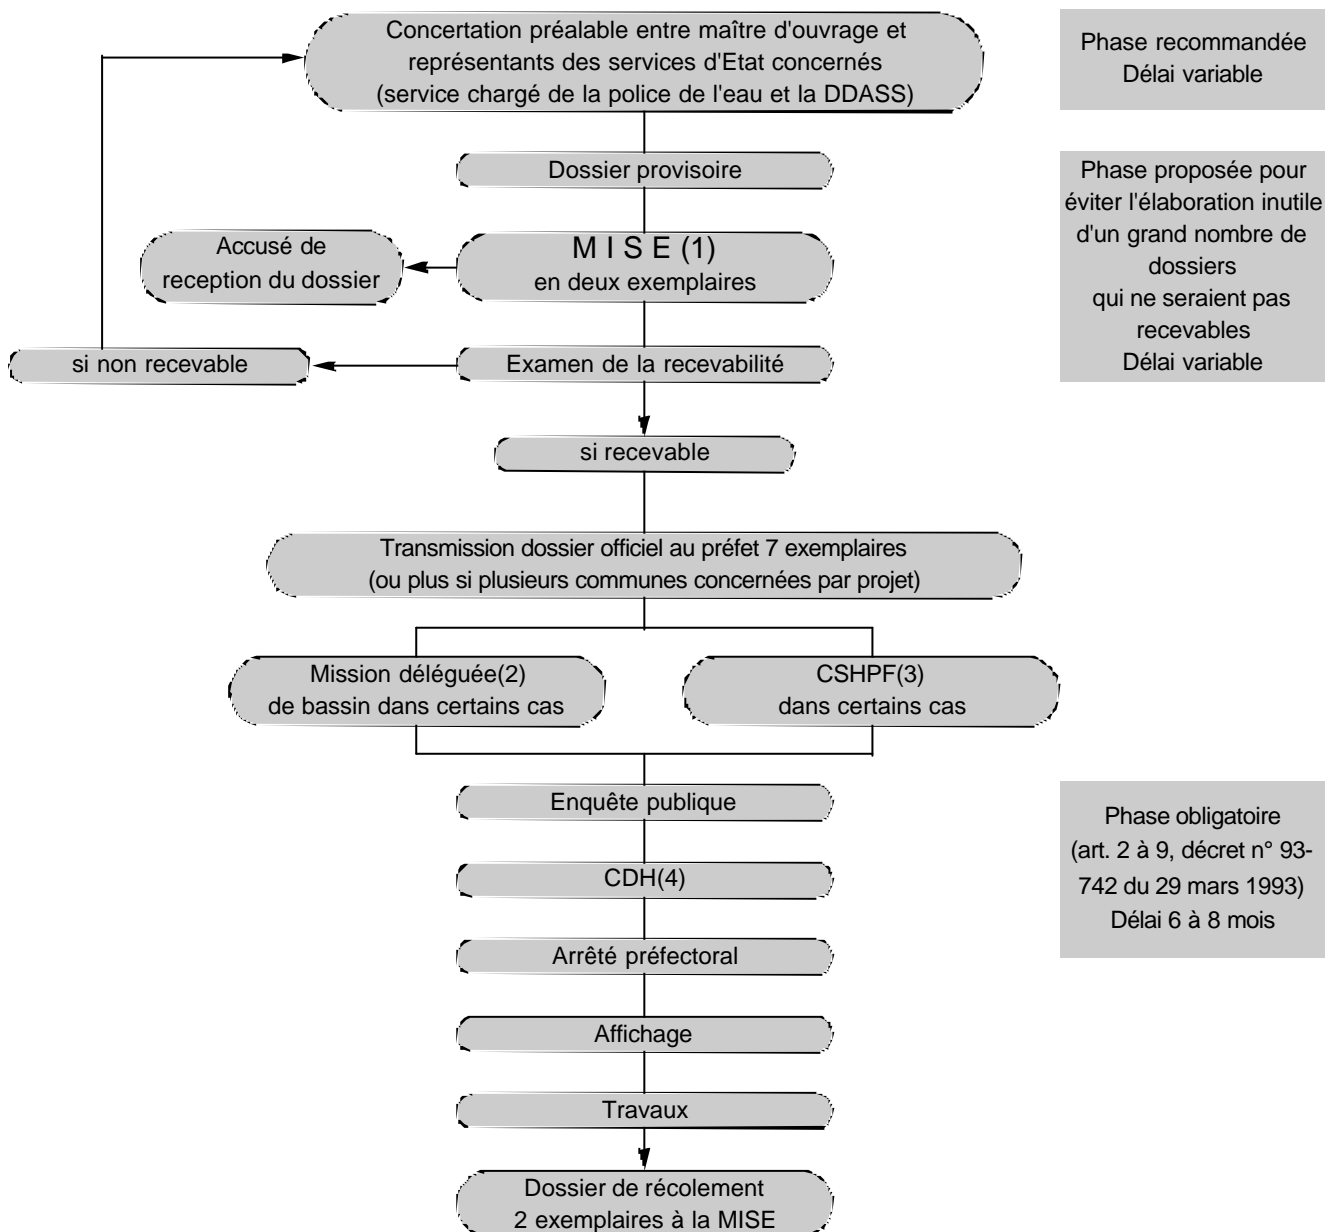 Concertation préalable entre maître d'ouvrage et
représentants des services d'Etat concernés
(service chargé de la police de l'eau et la DDASS)
Phase recommandée
Délai variable
Dossier provisoire
Phase proposée pour
éviter l'élaboration inutile
d'un grand nombre de
dossiers
qui ne seraient pas
recevables
Délai variable
Accusé de
reception du dossier
M I S E (1)
en deux exemplaires
si non recevable
Examen de la recevabilité
si recevable
Transmission dossier officiel au préfet 7 exemplaires
(ou plus si plusieurs communes concernées par projet)
Mission déléguée(2)
de bassin dans certains cas
CSHPF(3)
dans certains cas
Enquête publique
CDH(4)
Arrêté préfectoral
Affichage
Travaux
Phase obligatoire
(art. 2 à 9, décret n° 93-
742 du 29 mars 1993)
Délai 6 à 8 mois
Dossier de récolement
2 exemplaires à la MISE